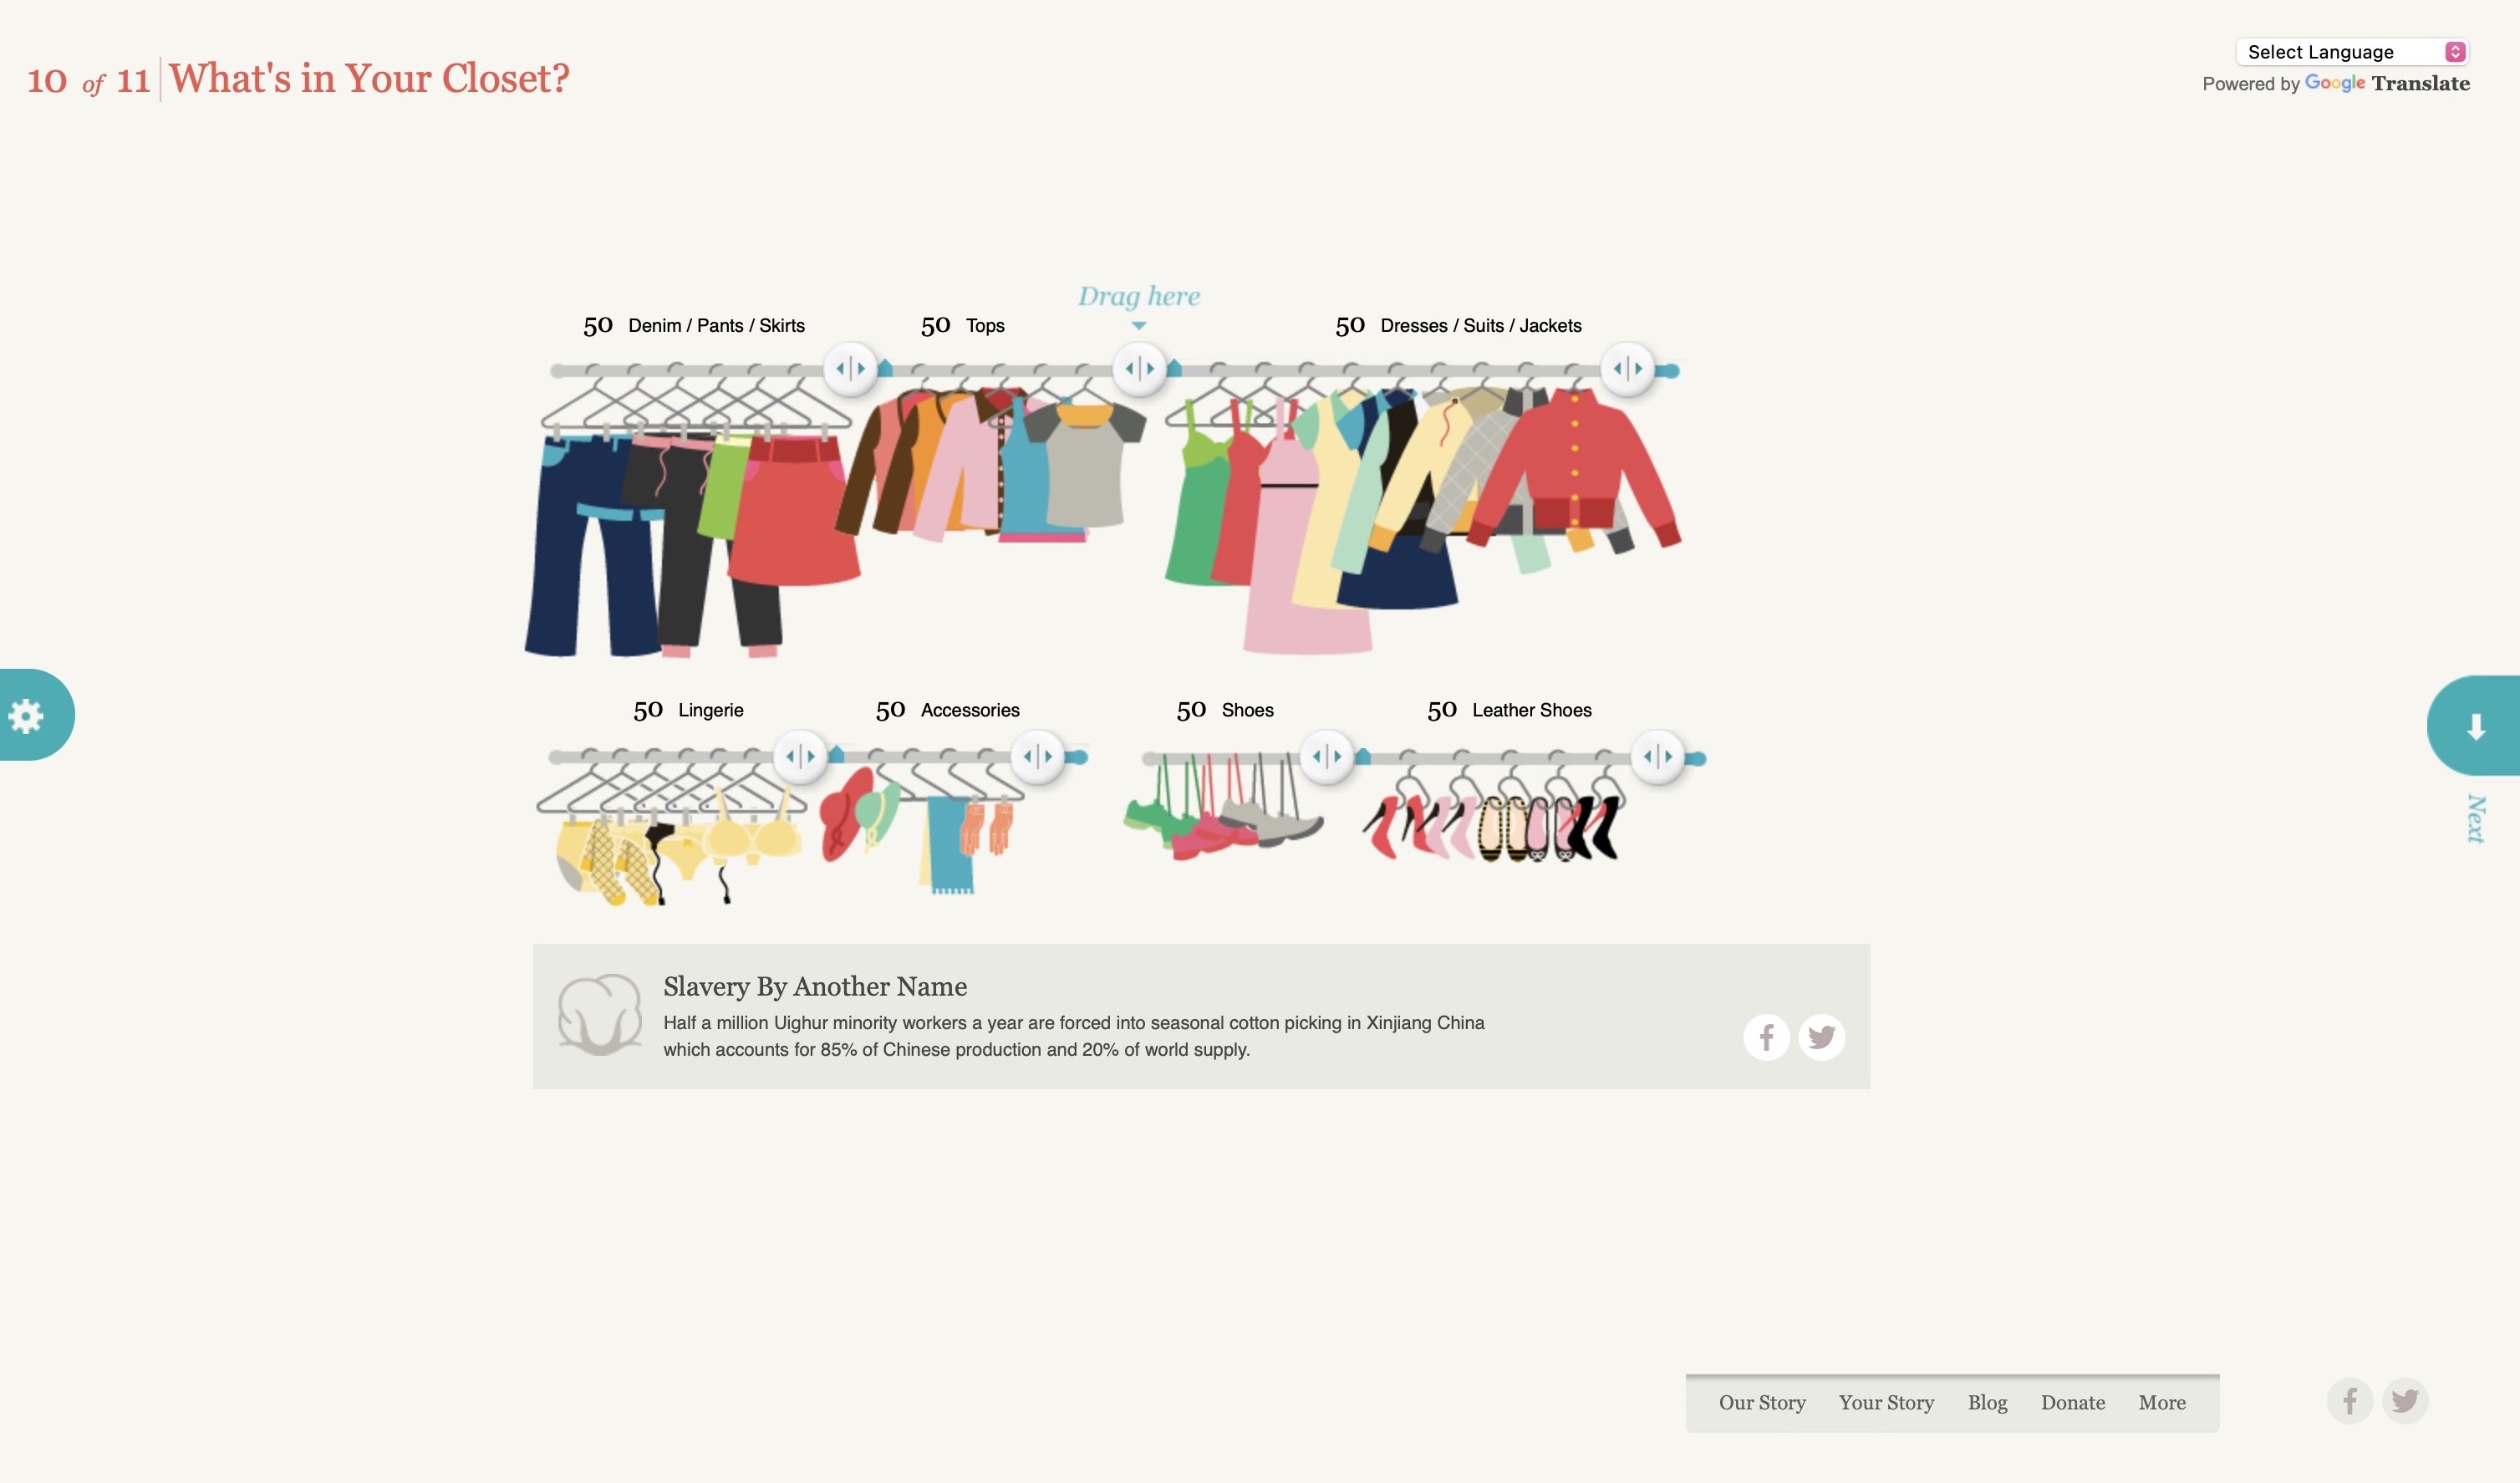 10 of 11 What's in Your Closet?
Select Language
Powered by Google Translate
Drag here
50 Denim / Pants / Skirts
50 Tops
50 Dresses / Suits / Jackets
50 Lingerie
50 Accessories
50 Shoes
50 Leather Shoes
Next
Slavery By Another Name
Half a million Uighur minority workers a year are forced into seasonal cotton picking in Xinjiang China
which accounts for 85% of Chinese production and 20% of world supply.
Our Story Your Story Blog Donate More